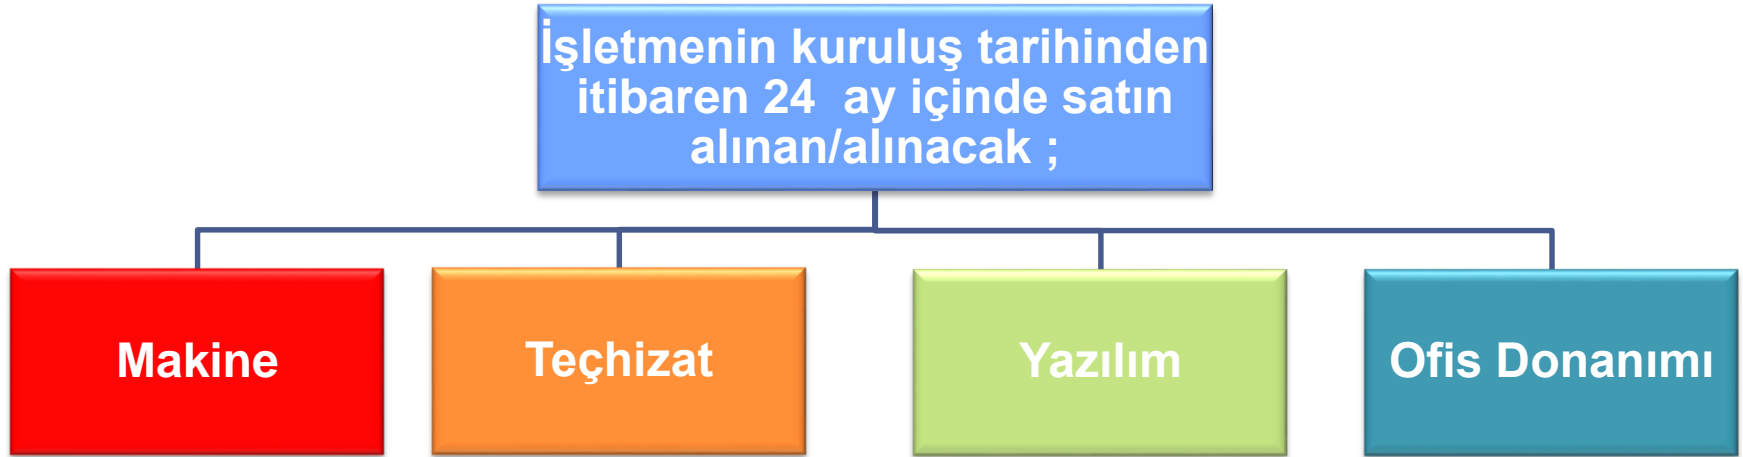 İşletmenin kuruluş tarihinden
itibaren 24  ay içinde satın
alınan/alınacak ;
Makine
Teçhizat
Yazılım
Ofis Donanımı